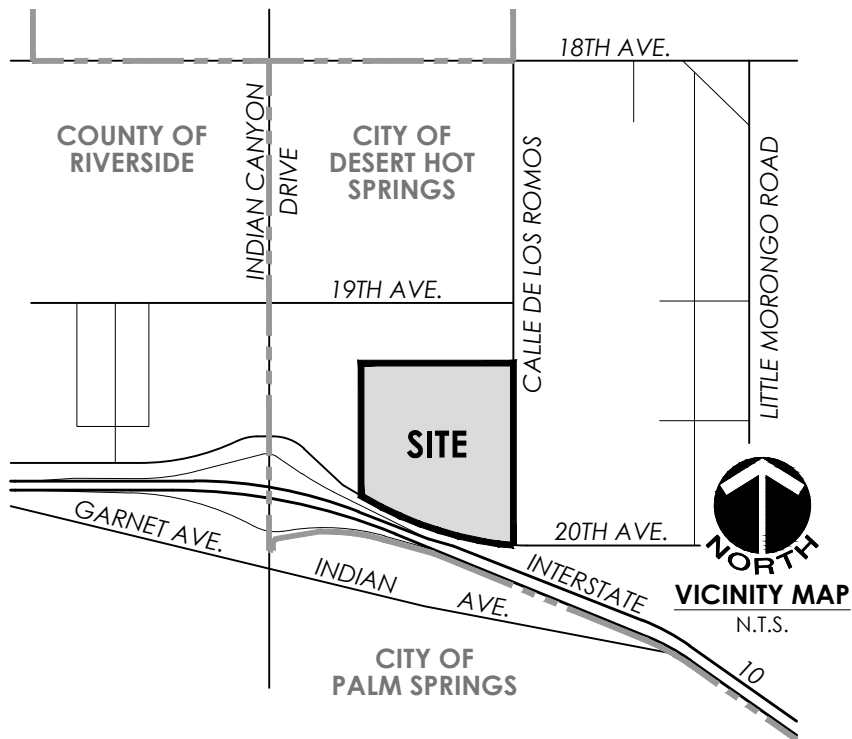 18TH AVE.
COUNTY OF
RIVERSIDE
INDIAN CANYON
DRIVE
CITY OF
DESERT HOT
SPRINGS
CALLE DE LOS ROMOS
LITTLE MORONGO ROAD
19TH AVE.
SITE
GARNET AVE.
INDIAN
AVE.
INTERSTATE
10
20TH AVE.
NORTH
VICINITY MAP
N.T.S.
CITY OF
PALM SPRINGS